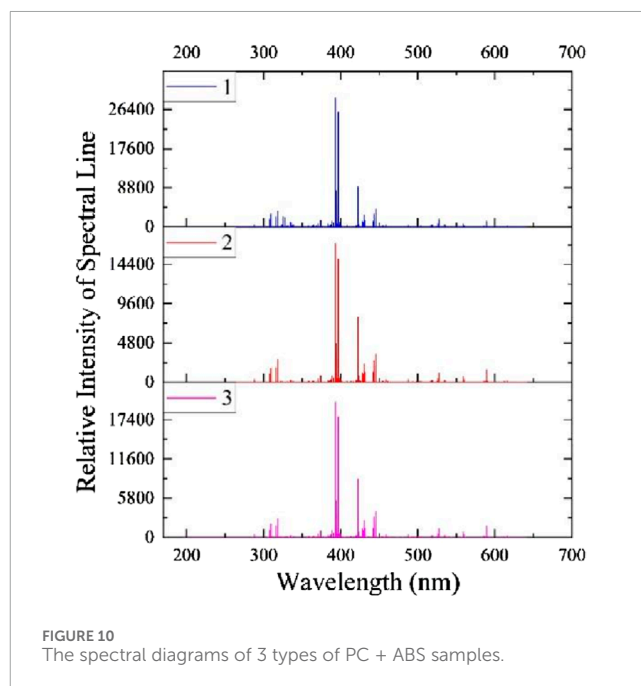 200 300 400 500 600 700
1
26400
17600
8800
0
2
14400
9600
4800
0
3
17400
11600
5800
0
200 300 400 500 600 700
Relative Intensity of Spectral Line
Wavelength (nm)
FIGURE 10
The spectral diagrams of 3 types of PC + ABS samples.